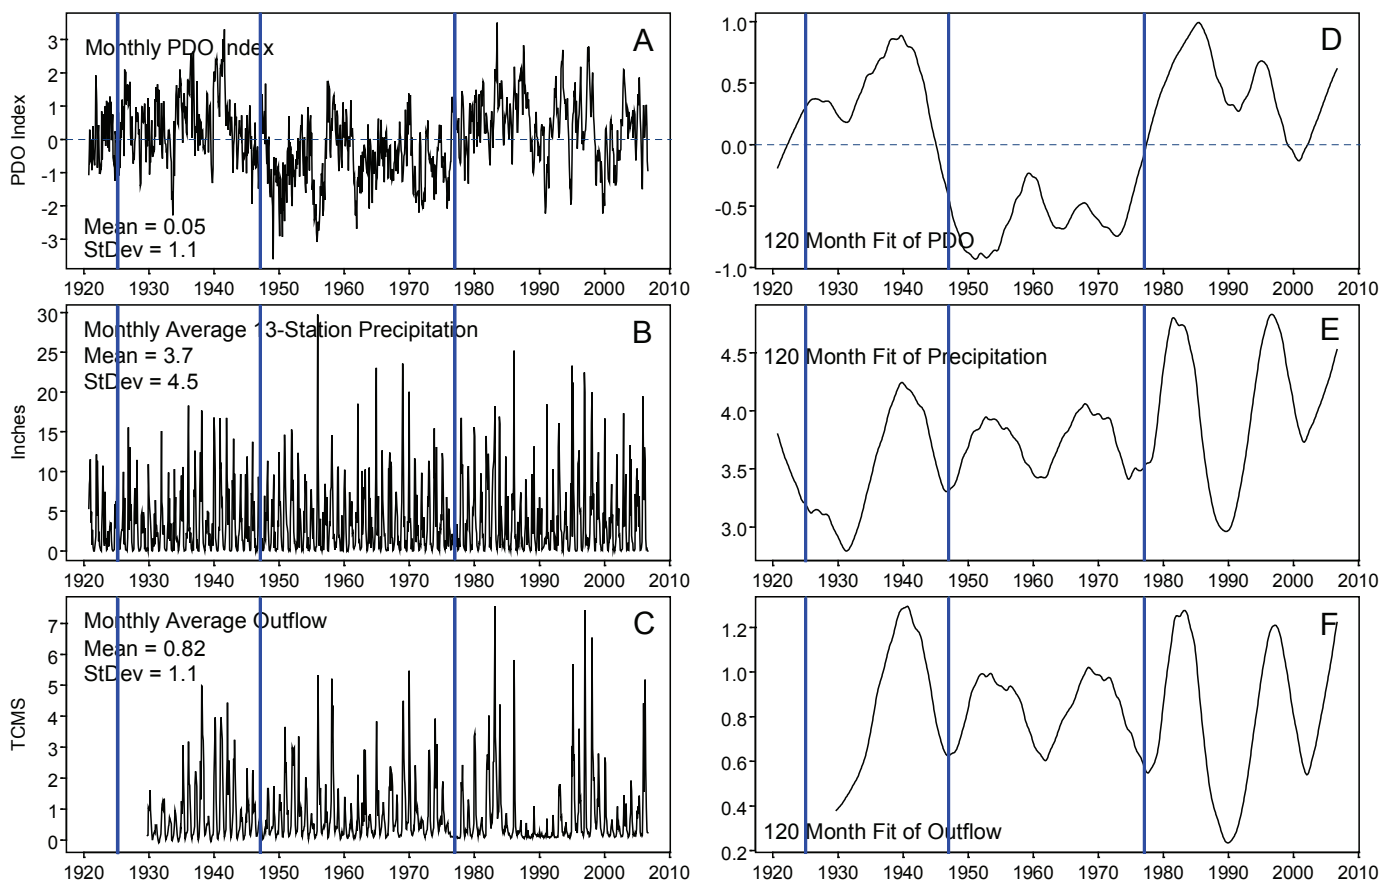 A
Monthly PDO Index
3
2
1
0
-1
-2
-3
PDO Index
Mean = 0.05
StDev = 1.1
1920 1930 1940 1950 1960 1970 1980 1990 2000 2010
D
1.0
0.5
0.0
-0.5
-1.0
120 Month Fit of PDO
1920 1930 1940 1950 1960 1970 1980 1990 2000 2010
B
Monthly Average 13-Station Precipitation
Mean = 3.7
StDev = 4.5
30
25
20
15
10
5
0
Inches
1920 1930 1940 1950 1960 1970 1980 1990 2000 2010
E
120 Month Fit of Precipitation
4.5
4.0
3.5
3.0
1920 1930 1940 1950 1960 1970 1980 1990 2000 2010
C
Monthly Average Outflow
Mean = 0.82
StDev = 1.1
7
6
5
4
3
2
1
0
TCMS
1920 1930 1940 1950 1960 1970 1980 1990 2000 2010
F
1.2
1.0
0.8
0.6
0.4
0.2
120 Month Fit of Outflow
1920 1930 1940 1950 1960 1970 1980 1990 2000 2010